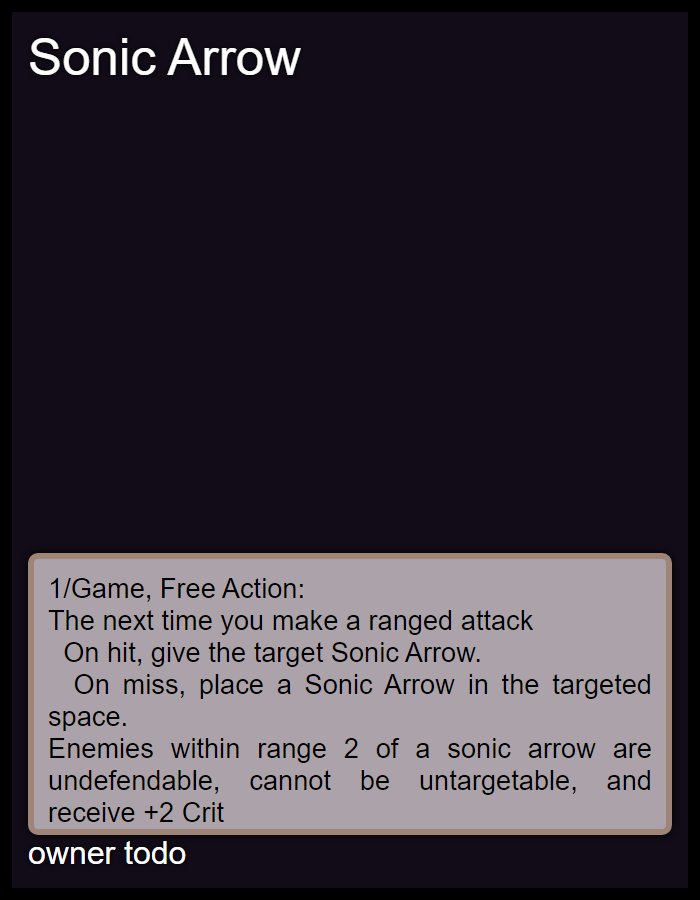 Sonic Arrow
1/Game, Free Action:
The next time you make a ranged attack
On hit, give the target Sonic Arrow.
On miss, place a Sonic Arrow in the targeted
space.
Enemies within range 2 of a sonic arrow are
undefendable, cannot be untargetable, and
receive +2 Crit
owner todo